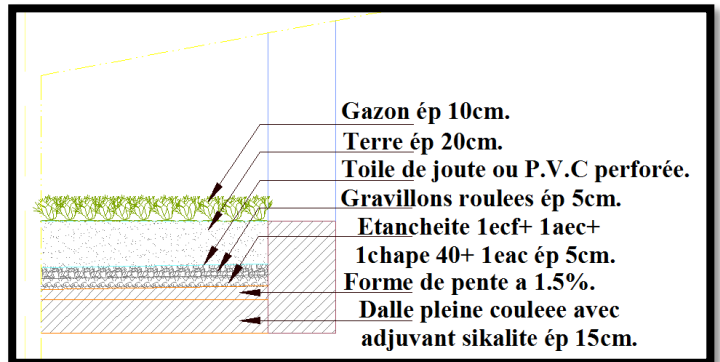 Gazon ép 10cm.
Terre ép 20cm.
Toile de joute ou P.V.C perforée.
Gravillons roulees ép 5cm.
Etancheite 1ecf+ 1aec+
1chape 40+ 1eac ép 5cm.
Forme de pente a 1.5%.
Dalle pleine couleee avec
adjuvant sikalite ép 15cm.